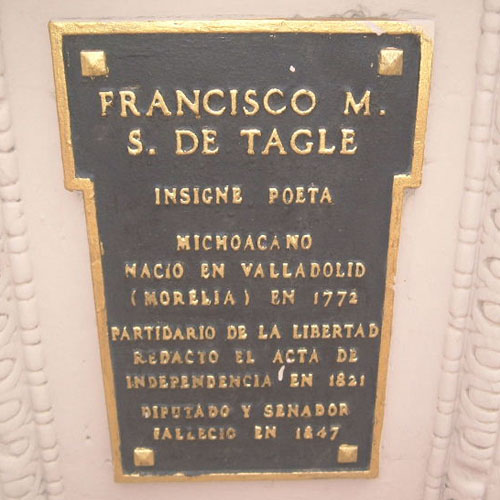 FRANCISCO M.
S. DE TAGLE
INSIGNE POETA
MICHOACANO
NACIO EN VALLADOLID
(MORELIA) EN 1772
PARTIDARIO DE LA LIBERTAD
REDACTO EL ACTA DE
INDEPENDENCIA EN 1821
DIPUTADO Y SENADOR
FALLECIO EN 1847